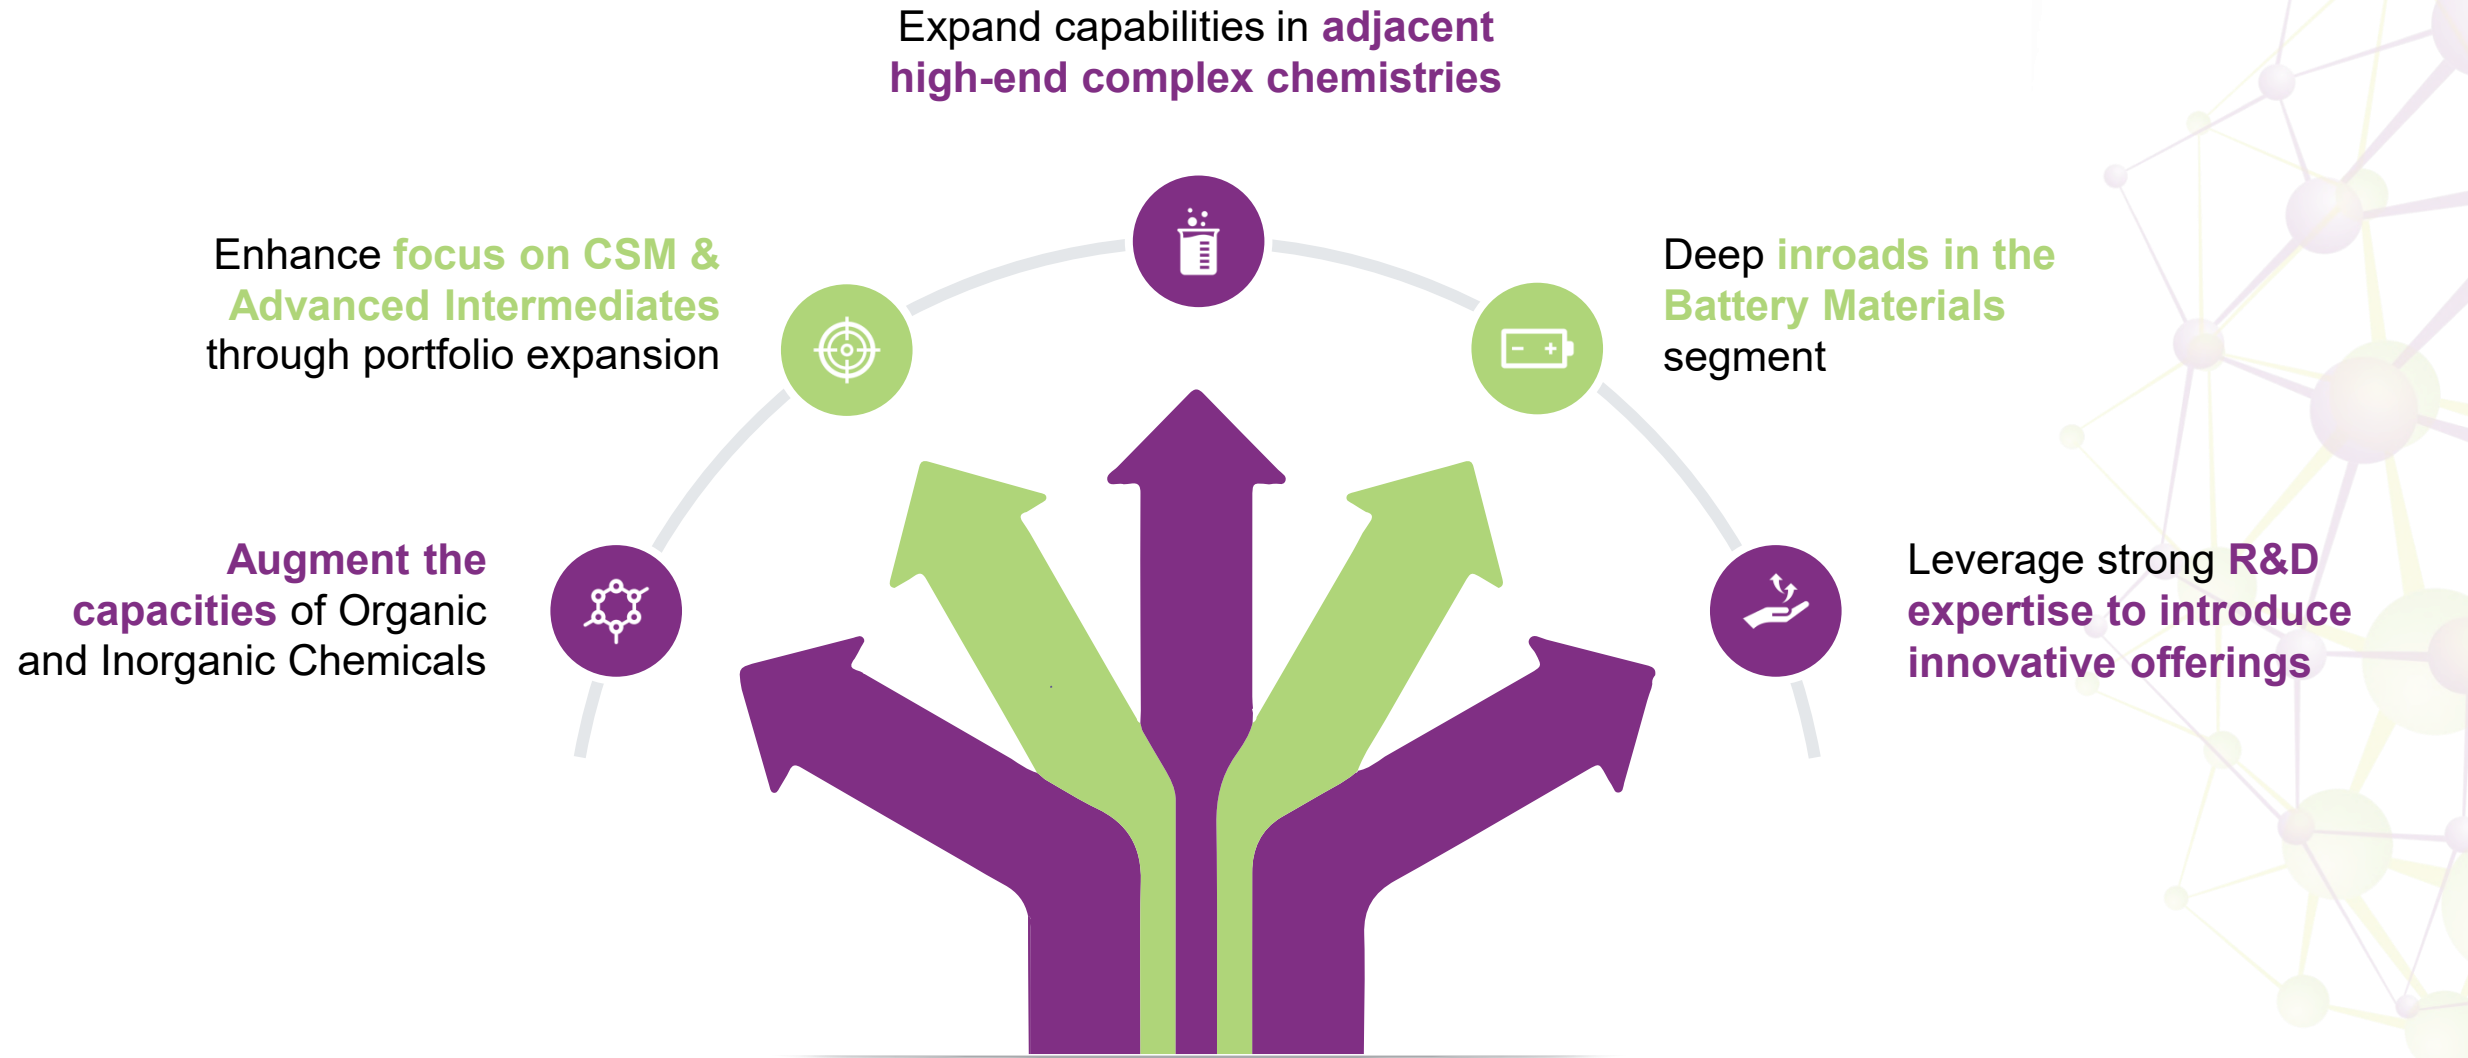 Expand capabilities in adjacent
high-end complex chemistries
Enhance focus on CSM &
Advanced Intermediates
through portfolio expansion
Deep inroads in the
Battery Materials
segment
Augment the
capacities of Organic
and Inorganic Chemicals
Leverage strong R&D
expertise to introduce
innovative offerings